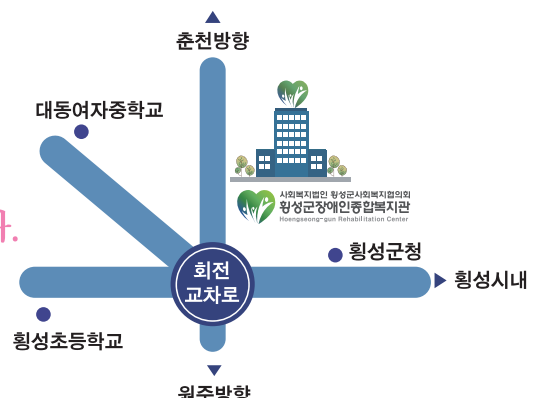 춘천방향
대동여자중학교
사회복지법인 횡성군사회복지협의회
횡성군장애인종합복지관
Hoengseong-gun Rehabilitation Center
다.
횡성군청
회전
교차로
횡성시내
횡성초등학교
원주방향